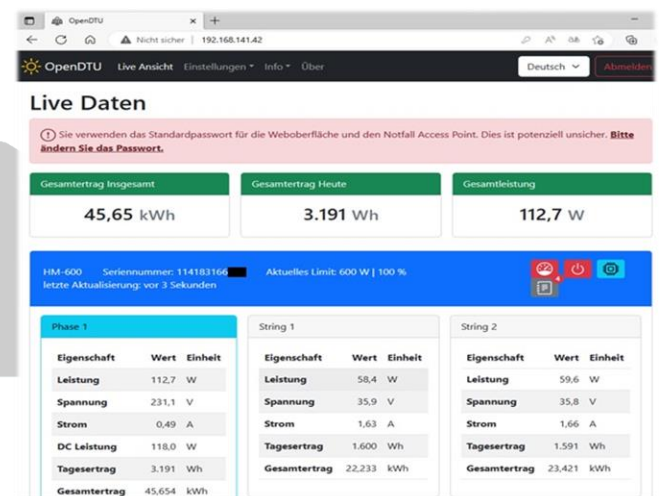 OpenDTU
Nicht sicher | 192.168.141.42
OpenDTU Live Ansicht Einstellungen Info Über Deutsch Abmelden
Live Daten
Sie verwenden das Standardpasswort für die Weboberfläche und den Notfall Access Point. Dies ist potenziell unsicher. Bitte
ändern Sie das Passwort.
Gesamtertrag Insgesamt Gesamtertrag Heute Gesamtleistung
45,65 kWh 3.191 Wh 112,7 W
HM-600 Seriennummer: 114183166 Aktuelles Limit: 600 W | 100 %
letzte Aktualisierung: vor 3 Sekunden
4
Phase 1
Eigenschaft Wert Einheit
Leistung 112,7 W
Spannung 231,1 V
Strom 0,49 A
DC Leistung 118,0 W
Tagesertrag 3.191 Wh
Gesamtertrag 45,654 kWh
String 1
Eigenschaft Wert Einheit
Leistung 58,4 W
Spannung 35,9 V
Strom 1,63 A
Tagesertrag 1.600 Wh
Gesamtertrag 22,233 kWh
String 2
Eigenschaft Wert Einheit
Leistung 59,6 W
Spannung 35,8 V
Strom 1,66 A
Tagesertrag 1.591 Wh
Gesamtertrag 23,421 kWh